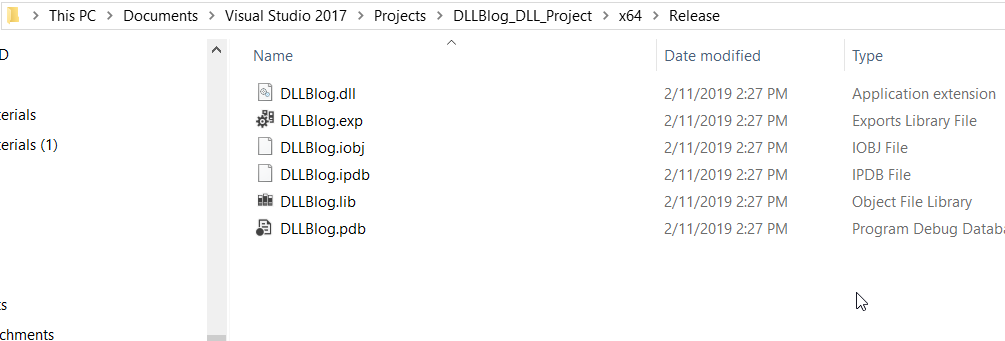 This PC > Documents > Visual Studio 2017 > Projects > DLLBlog_DLL_Project > x64 > Release
Name Date modified Type
D
DLLBlog.dll 2/11/2019 2:27 PM Application extension
terials DLLBlog.exp 2/11/2019 2:27 PM Exports Library File
terials (1) DLLBlog.iobj 2/11/2019 2:27 PM IOBJ File
DLLBlog.ipdb 2/11/2019 2:27 PM IPDB File
DLLBlog.lib 2/11/2019 2:27 PM Object File Library
DLLBlog.pdb 2/11/2019 2:27 PM Program Debug Databa
ts
chments